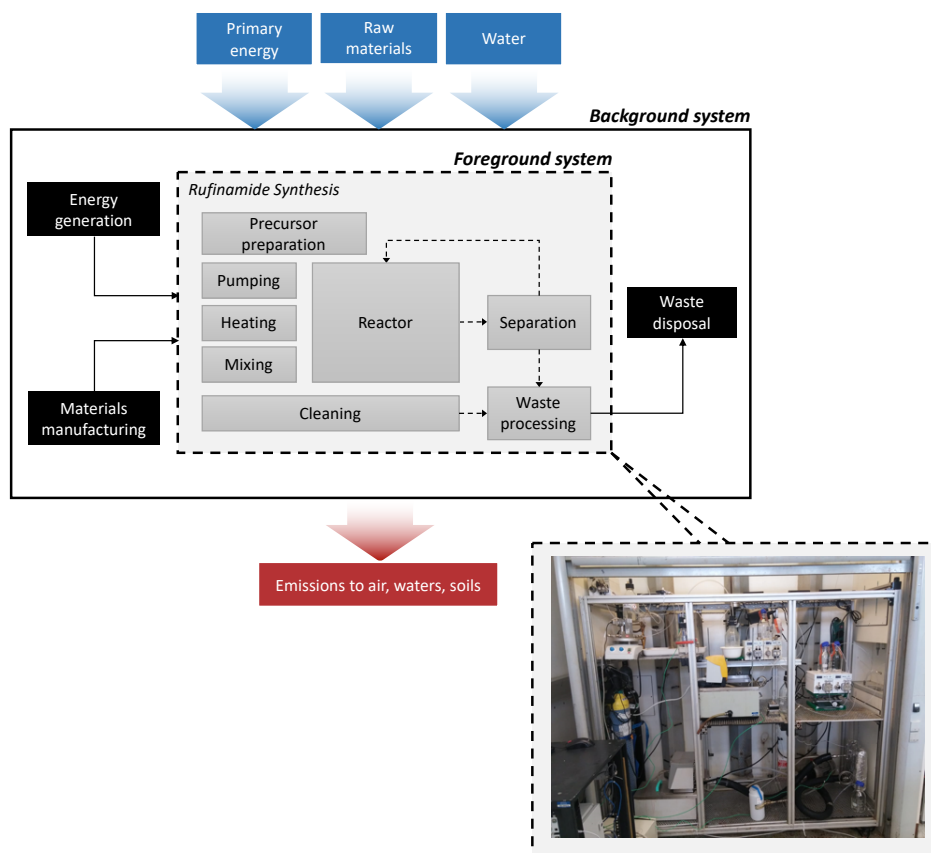 Primary
energy
Raw
materials
Water
Background system
Foreground system
Rufinamide Synthesis
Energy
generation
Precursor
preparation
Pumping
Heating
Mixing
Reactor
Separation
Waste
disposal
Materials
manufacturing
Cleaning
Waste
processing
Emissions to air, waters, soils